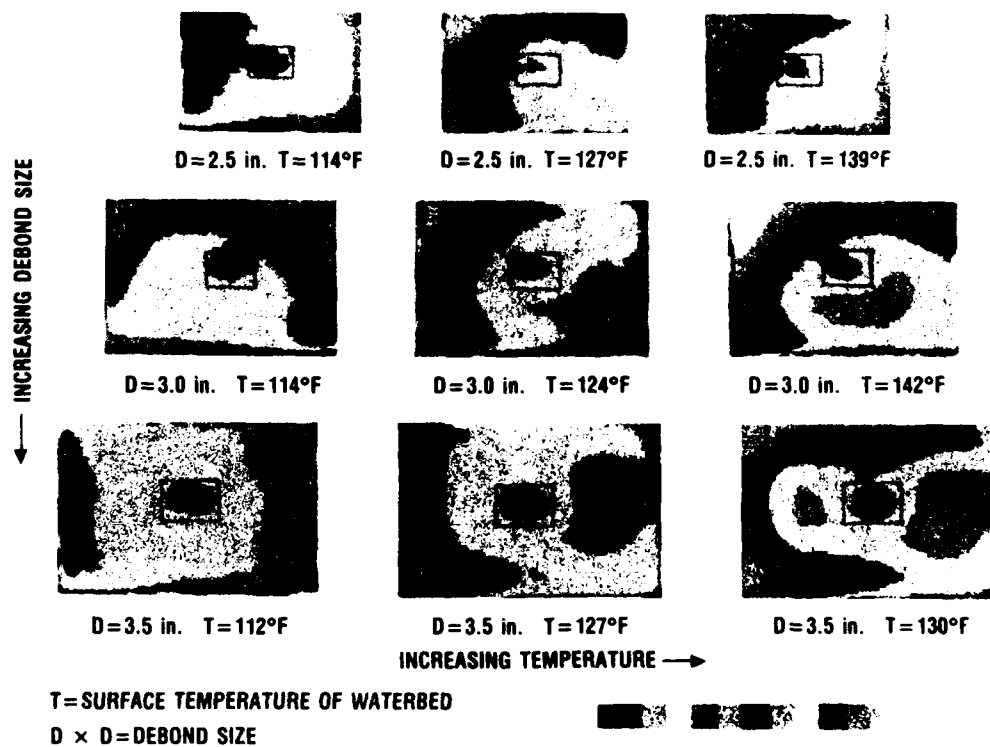 D=2.5 in. T=114°F
D=2.5 in. T=127°F
D=2.5 in. T=139°F
INCREASING DEBOND SIZE
D=3.0 in. T=114°F
D=3.0 in. T=124°F
D=3.0 in. T=142°F
D=3.5 in. T=112°F
D=3.5 in. T=127°F
D=3.5 in. T=130°F
INCREASING TEMPERATURE
T=SURFACE TEMPERATURE OF WATERBED
D × D=DEBOND SIZE